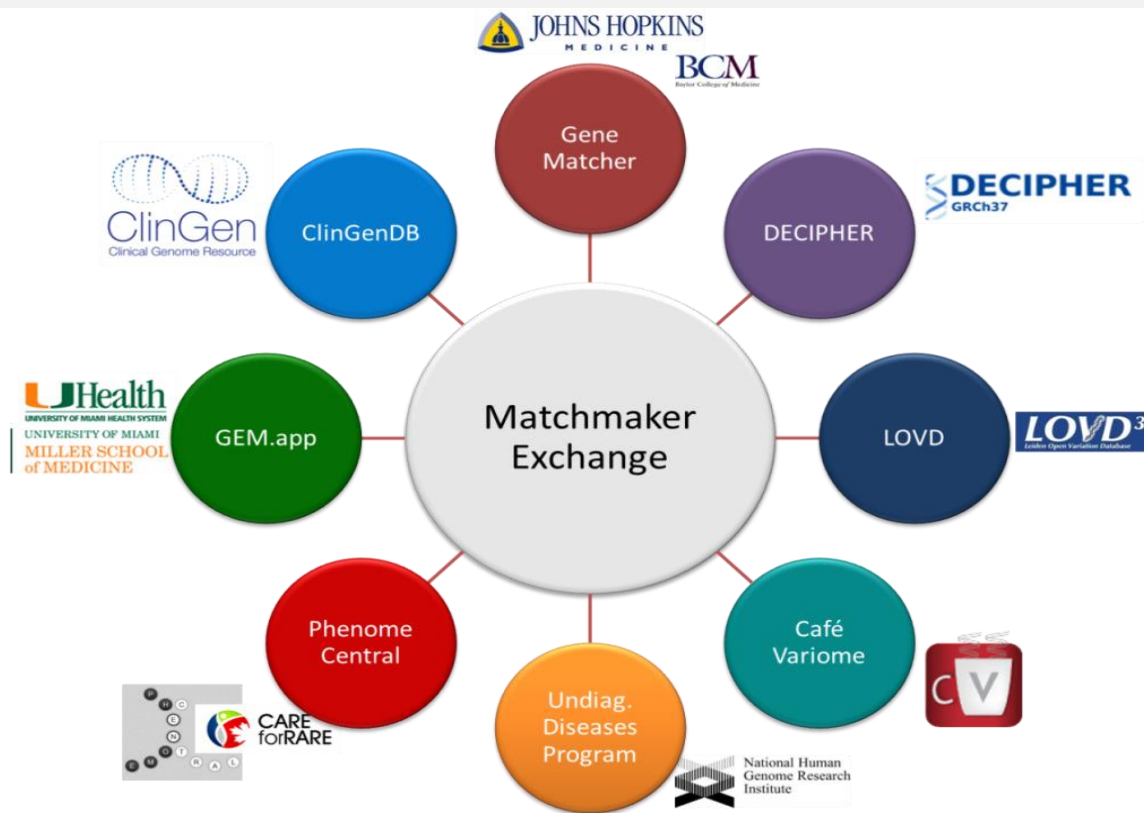 JOHNS HOPKINS
MEDICINE
BCM
Baylor College of Medicine
Gene
Matcher
ClinGen
Clinical Genome Resource
ClinGenDB
DECIPHER
DECIPHER
GRCh37
UHealth
UNIVERSITY OF MIAMI HEALTH SYSTEM
UNIVERSITY OF MIAMI
MILLER SCHOOL
of MEDICINE
GEM.app
Matchmaker
Exchange
LOVD
LOVD³
Leiden Open Variation Database
Phenome
Central
PHENOME
CENTRAL
CARE
forRARE
Undiag.
Diseases
Program
National Human
Genome Research
Institute
Café
Variome
CV